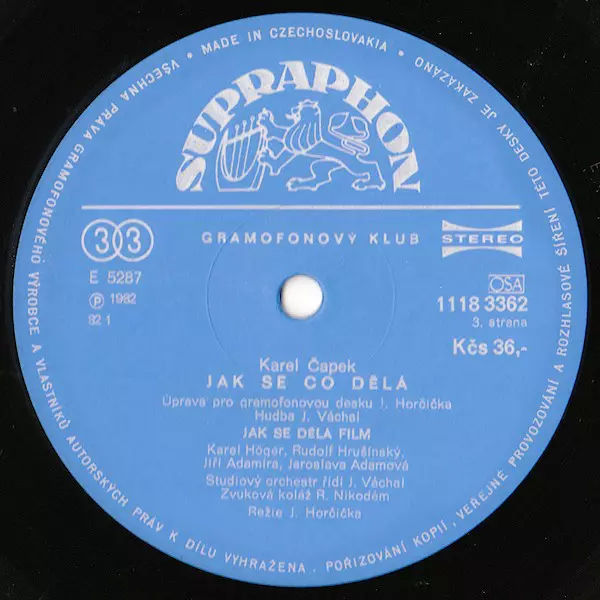 VŠECHNA PRÁVA GRAMOFONOVÉHO VÝROBCE A VLASTNÍKŮ AUTORSKÝCH PRÁV K DÍLU VYHRAŽENA. POŘIZOVÁNÍ KOPIÍ, VEŘEJNÉ PROVOZOVÁNÍ A ROZHLASOVÉ ŠÍŘENÍ TÉTO DESKY JE ZAKÁZÁNO
• MADE IN CZECHOSLOVAKIA •
SUPRAPHON
33
GRAMOFONOVÝ KLUB
STEREO
E 5287
℗ 1982
82 1
OSA
1118 3362
3. strana
Kčs 36,-
Karel Čapek
JAK SE CO DĚLÁ
Úprava pro gramofonovou desku J. Horčička
Hudba J. Váchal
JAK SE DĚLÁ FILM
Karel Höger, Rudolf Hrušínský,
Jiří Adamíra, Jaroslava Adamová
Studiový orchestr řídí J. Váchal
Zvuková koláž R. Nikodém
Režie J. Horčička